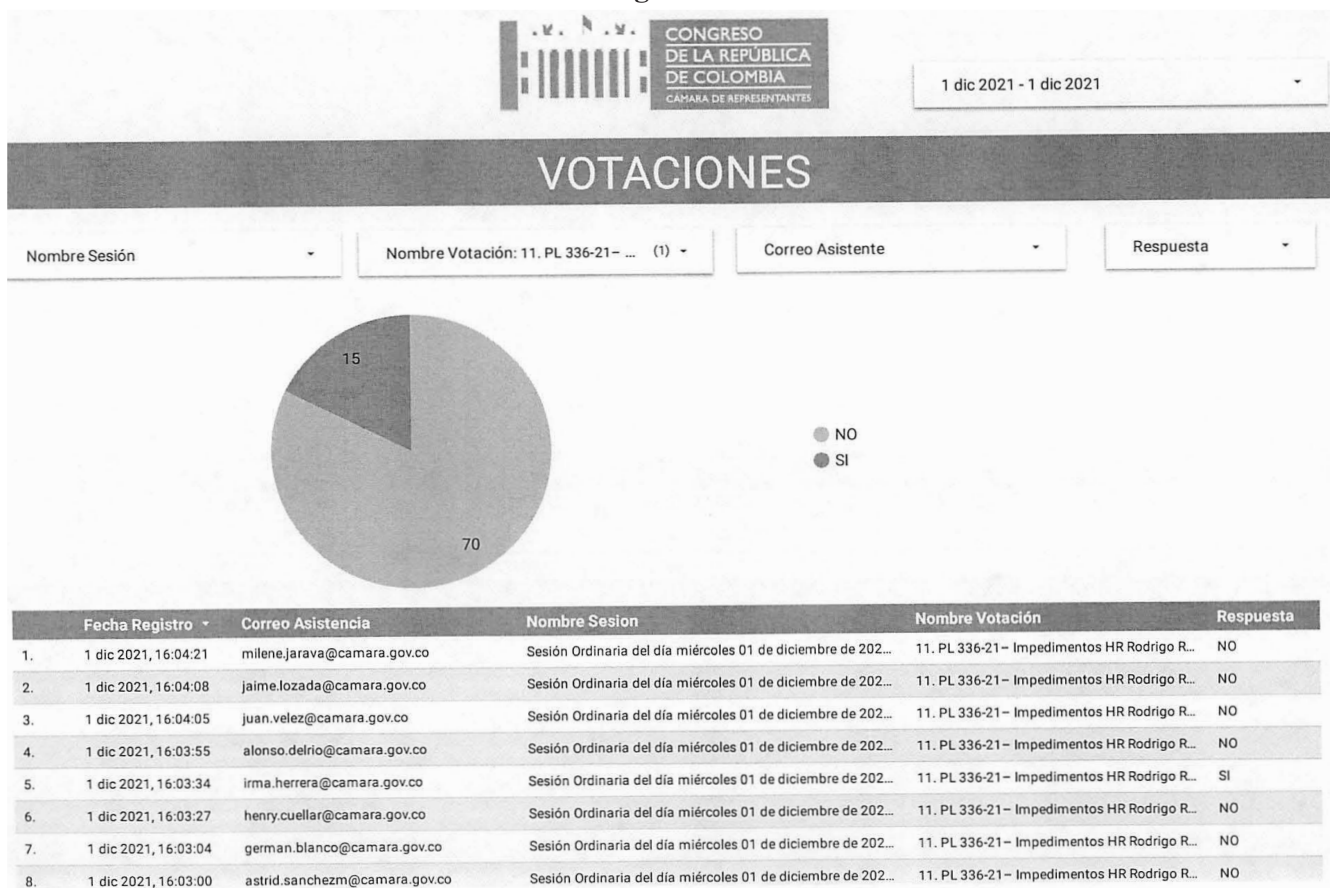 CONGRESO
DE LA REPÚBLICA
DE COLOMBIA
CÁMARA DE REPRESENTANTES
1 dic 2021 - 1 dic 2021
VOTACIONES
Nombre Sesión
Nombre Votación: 11. PL 336-21– ... (1)
Correo Asistente
Respuesta
15
70
NO
SI
Fecha Registro Correo Asistencia Nombre Sesion Nombre Votación Respuesta
1. 1 dic 2021, 16:04:21 milene.jarava@camara.gov.co Sesión Ordinaria del día miércoles 01 de diciembre de 202... 11. PL 336-21– Impedimentos HR Rodrigo R... NO
2. 1 dic 2021, 16:04:08 jaime.lozada@camara.gov.co Sesión Ordinaria del día miércoles 01 de diciembre de 202... 11. PL 336-21– Impedimentos HR Rodrigo R... NO
3. 1 dic 2021, 16:04:05 juan.velez@camara.gov.co Sesión Ordinaria del día miércoles 01 de diciembre de 202... 11. PL 336-21– Impedimentos HR Rodrigo R... NO
4. 1 dic 2021, 16:03:55 alonso.delrio@camara.gov.co Sesión Ordinaria del día miércoles 01 de diciembre de 202... 11. PL 336-21– Impedimentos HR Rodrigo R... NO
5. 1 dic 2021, 16:03:34 irma.herrera@camara.gov.co Sesión Ordinaria del día miércoles 01 de diciembre de 202... 11. PL 336-21– Impedimentos HR Rodrigo R... SI
6. 1 dic 2021, 16:03:27 henry.cuellar@camara.gov.co Sesión Ordinaria del día miércoles 01 de diciembre de 202... 11. PL 336-21– Impedimentos HR Rodrigo R... NO
7. 1 dic 2021, 16:03:04 german.blanco@camara.gov.co Sesión Ordinaria del día miércoles 01 de diciembre de 202... 11. PL 336-21– Impedimentos HR Rodrigo R... NO
8. 1 dic 2021, 16:03:00 astrid.sanchezm@camara.gov.co Sesión Ordinaria del día miércoles 01 de diciembre de 202... 11. PL 336-21– Impedimentos HR Rodrigo R... NO